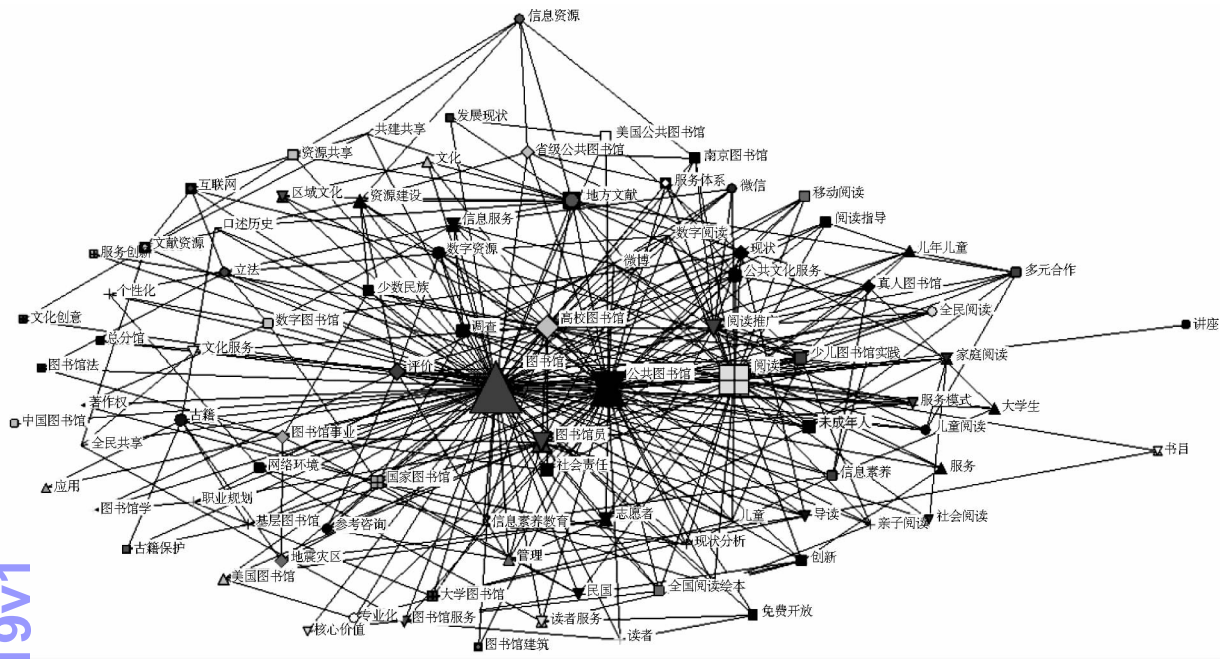 信息资源
发展现状
共建共享
美国公共图书馆
资源共享
文化
省级公共图书馆
南京图书馆
互联网
区域文化
资源建设
地方文献
服务体系
微信
移动阅读
口述历史
信息服务
数字阅读
阅读指导
服务创新
文献资源
数字资源
微博
现状
儿年儿童
立法
公共文化服务
多元合作
个性化
少数民族
真人图书馆
文化创意
数字图书馆
调查
高校图书馆
阅读推广
全民阅读
讲座
总分馆
文化服务
图书馆法
评价
图书馆
公共图书馆
阅读
少儿图书馆实践
家庭阅读
著作权
中国图书馆
古籍
服务模式
大学生
全民共享
图书馆事业
图书馆员
未成年人
儿童阅读
书目
网络环境
国家图书馆
社会责任
信息素养
服务
应用
图书馆学
职业规划
基层图书馆
参考咨询
信息素养教育
志愿者
儿童
导读
亲子阅读
社会阅读
古籍保护
地震灾区
管理
现状分析
创新
美国图书馆
大学图书馆
民国
全国阅读绘本
核心价值
专业化
图书馆服务
读者服务
免费开放
图书馆建筑
读者
19v1